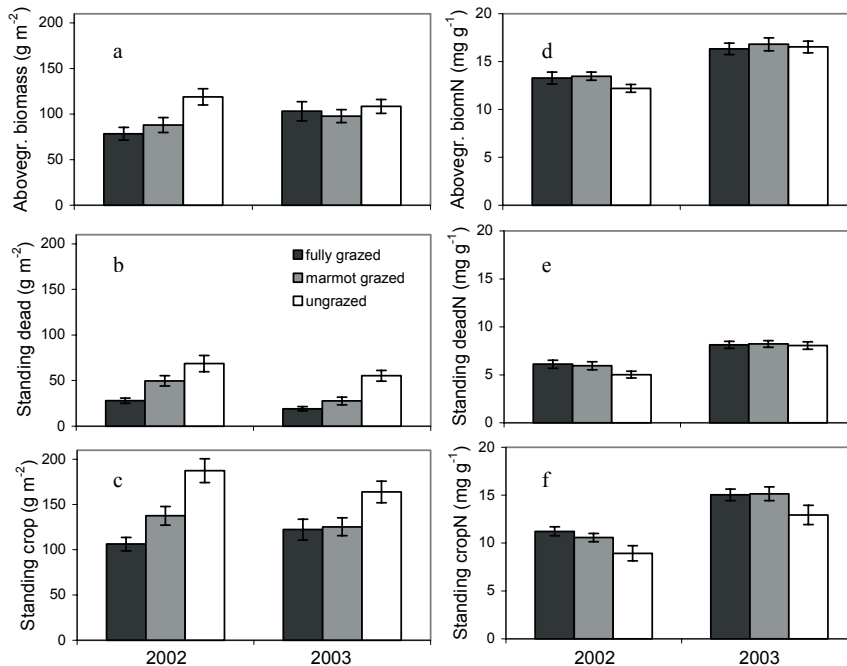 Abovegr. biomass (g m-2)
200
150
100
50
0
a
Abovegr. biomN (mg g-1)
20
15
10
5
0
d
Standing dead (g m-2)
200
150
100
50
0
b
fully grazed
marmot grazed
ungrazed
Standing deadN (mg g-1)
20
15
10
5
0
e
Standing crop (g m-2)
200
150
100
50
0
c
2002 2003
Standing cropN (mg g-1)
20
15
10
5
0
f
2002 2003